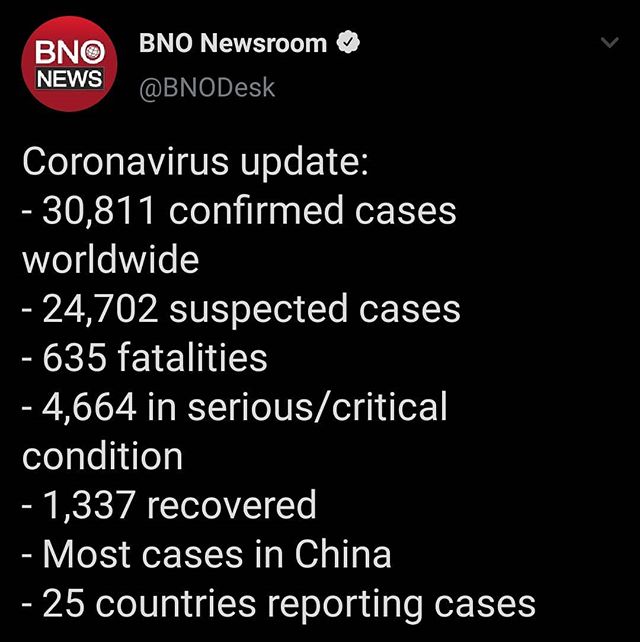 BNO
NEWS
BNO Newsroom
@BNODesk
Coronavirus update:
- 30,811 confirmed cases
worldwide
- 24,702 suspected cases
- 635 fatalities
- 4,664 in serious/critical
condition
- 1,337 recovered
- Most cases in China
- 25 countries reporting cases